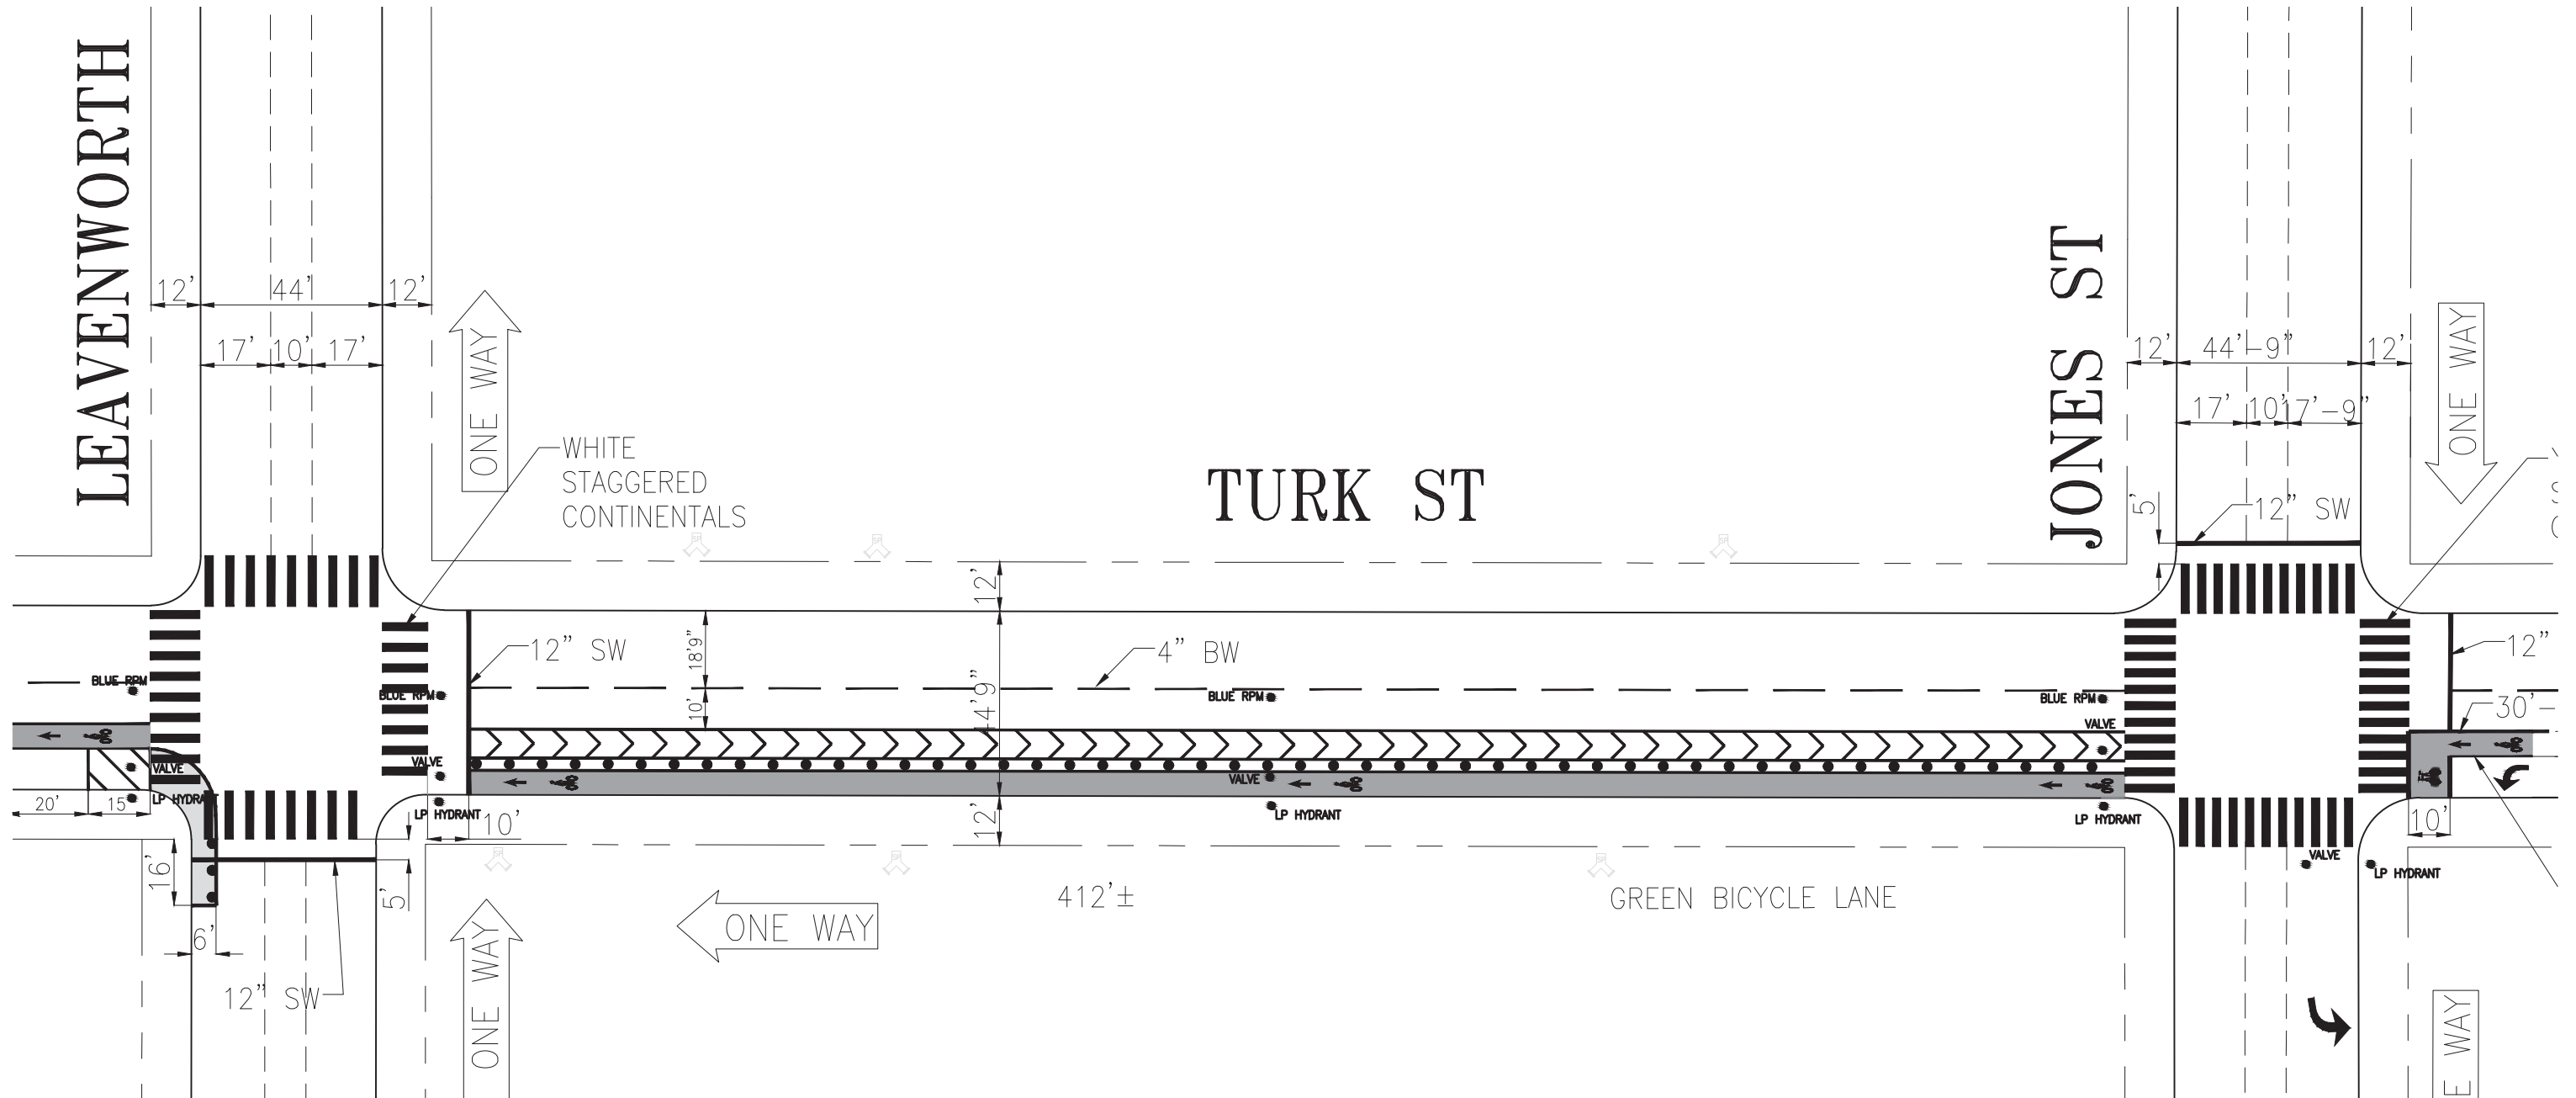 LEAVENWORTH
12'
44'
12'
17'
10'
17'
ONE WAY
WHITE
STAGGERED
CONTINENTALS
TURK ST
JONES ST
12'
44'-9"
12'
17'
10'
17'-9"
ONE WAY
5'
12" SW
12'
12" SW
18'9"
4" BW
44'9"
10'
12"
30'-
BLUE RPM
BLUE RPM
BLUE RPM
BLUE RPM
VALVE
VALVE
VALVE
VALVE
LP HYDRANT
LP HYDRANT
LP HYDRANT
LP HYDRANT
20'
15'
10'
12'
10'
VALVE
LP HYDRANT
16'
5'
6'
412'±
GREEN BICYCLE LANE
ONE WAY
ONE WAY
12" SW
E WAY